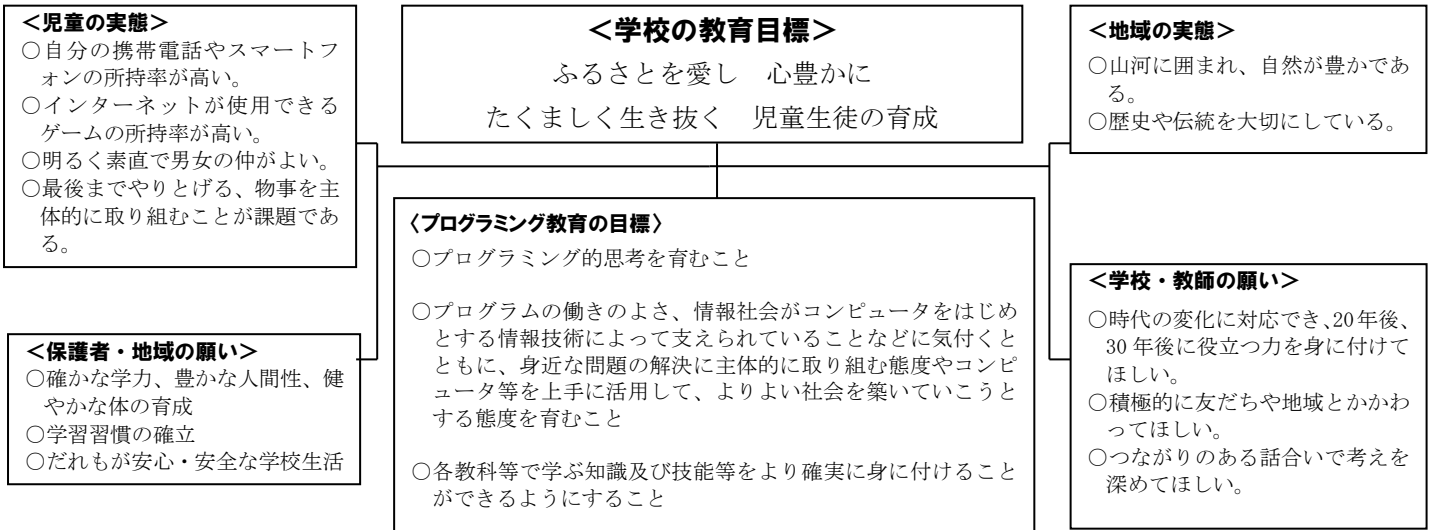 ＜児童の実態＞
○自分の携帯電話やスマートフ
ォンの所持率が高い。
○インターネットが使用できる
ゲームの所持率が高い。
○明るく素直で男女の仲がよい。
○最後までやりとげる、物事を主
体的に取り組むことが課題であ
る。
＜学校の教育目標＞
ふるさとを愛し　心豊かに
たくましく生き抜く　児童生徒の育成
＜地域の実態＞
○山河に囲まれ、自然が豊かであ
る。
○歴史や伝統を大切にしている。
＜保護者・地域の願い＞
○確かな学力、豊かな人間性、健
やかな体の育成
○学習習慣の確立
○だれもが安心・安全な学校生活
〈プログラミング教育の目標〉
○プログラミング的思考を育むこと
○プログラムの働きのよさ、情報社会がコンピュータをはじめ
とする情報技術によって支えられていることなどに気付くと
ともに、身近な問題の解決に主体的に取り組む態度やコンピ
ュータ等を上手に活用して、よりよい社会を築いていこうと
する態度を育むこと
○各教科等で学ぶ知識及び技能等をより確実に身に付けること
ができるようにすること
＜学校・教師の願い＞
○時代の変化に対応でき、20年後、
30年後に役立つ力を身に付けて
ほしい。
○積極的に友だちや地域とかかわ
ってほしい。
○つながりのある話合いで考えを
深めてほしい。